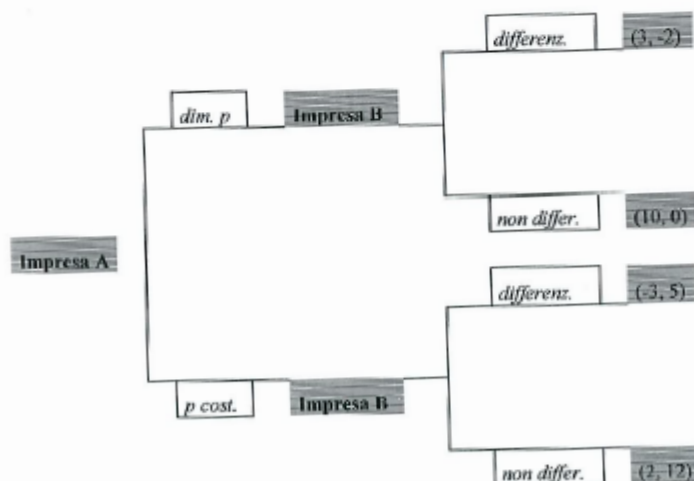 differenz. (3, -2)
dim. p Impresa B
non differ. (10, 0)
Impresa A
differenz. (-3, 5)
p cost. Impresa B
non differ. (2, 12)